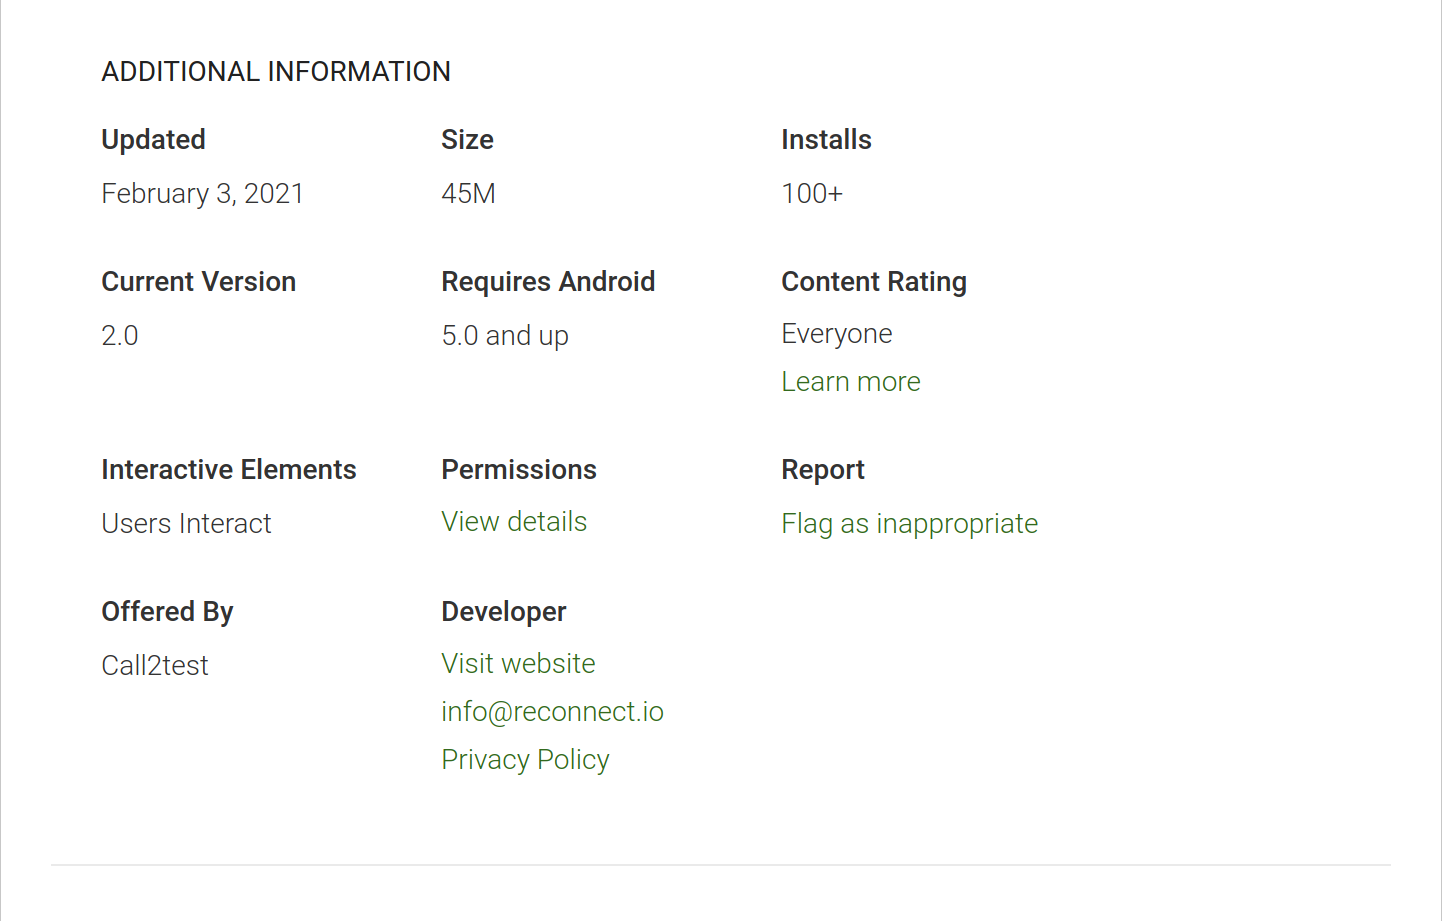 ADDITIONAL INFORMATION
Updated
February 3, 2021
Size
45M
Installs
100+
Current Version
2.0
Requires Android
5.0 and up
Content Rating
Everyone
Learn more
Interactive Elements
Users Interact
Permissions
View details
Report
Flag as inappropriate
Offered By
Call2test
Developer
Visit website
info@reconnect.io
Privacy Policy